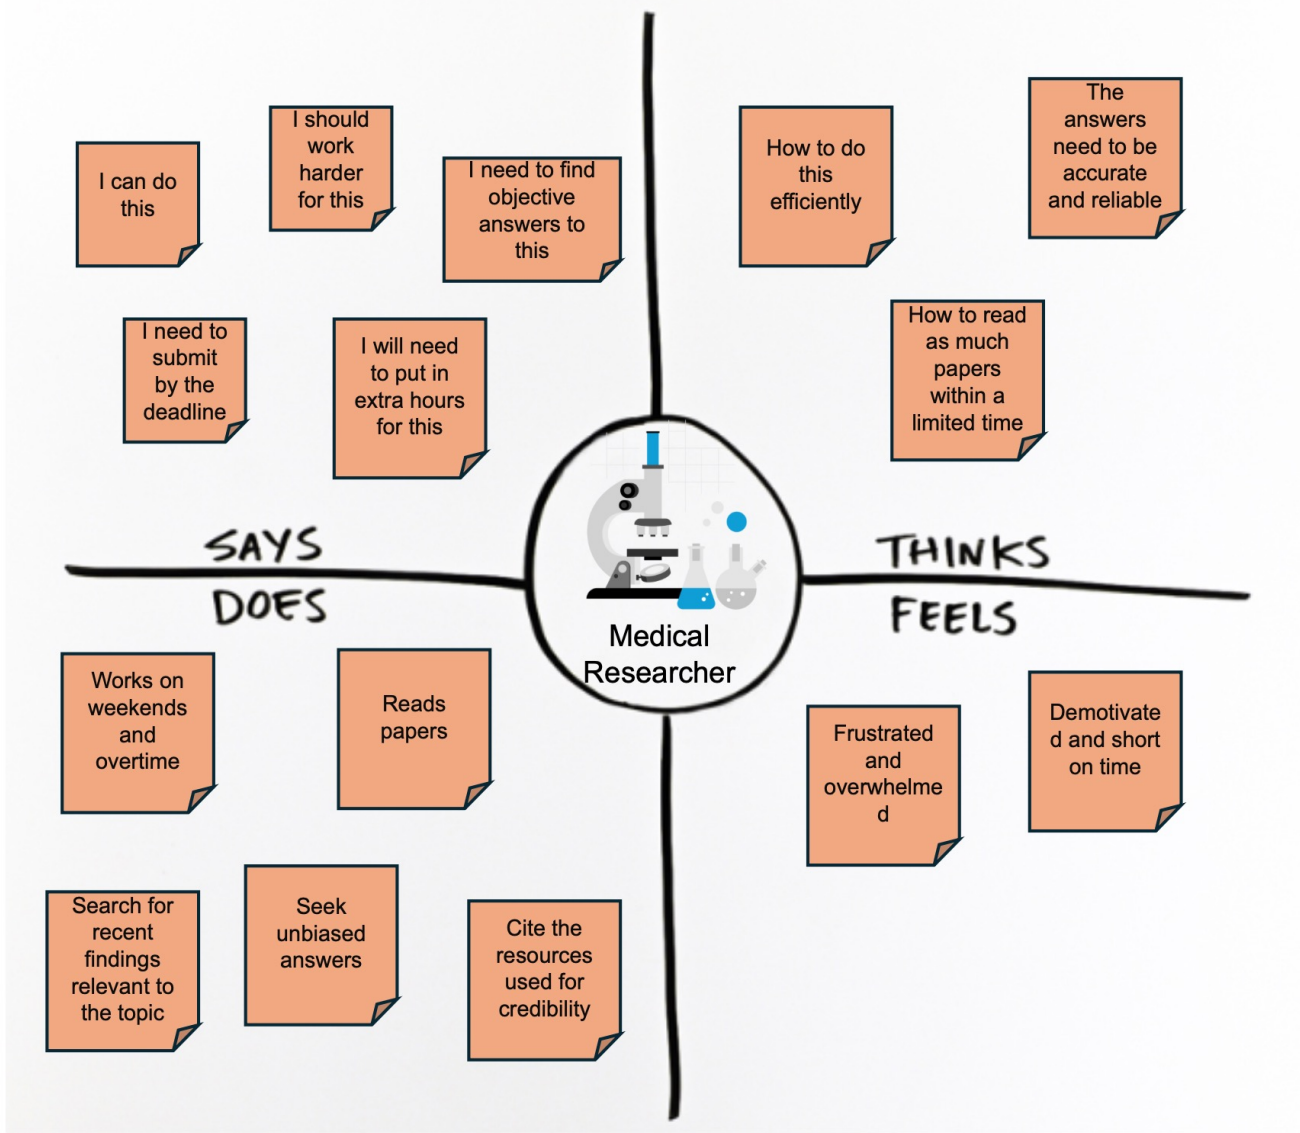 I can do
this
I should
work
harder
for this
I need to find
objective
answers to
this
I need to
submit
by the
deadline
I will need
to put in
extra hours
for this
SAYS
How to do
this
efficiently
The
answers
need to be
accurate
and reliable
How to read
as much
papers
within a
limited time
THINKS
Medical
Researcher
DOES
Works on
weekends
and
overtime
Reads
papers
Search for
recent
findings
relevant to
the topic
Seek
unbiased
answers
Cite the
resources
used for
credibility
FEELS
Frustrated
and
overwhelme
d
Demotivate
d and short
on time